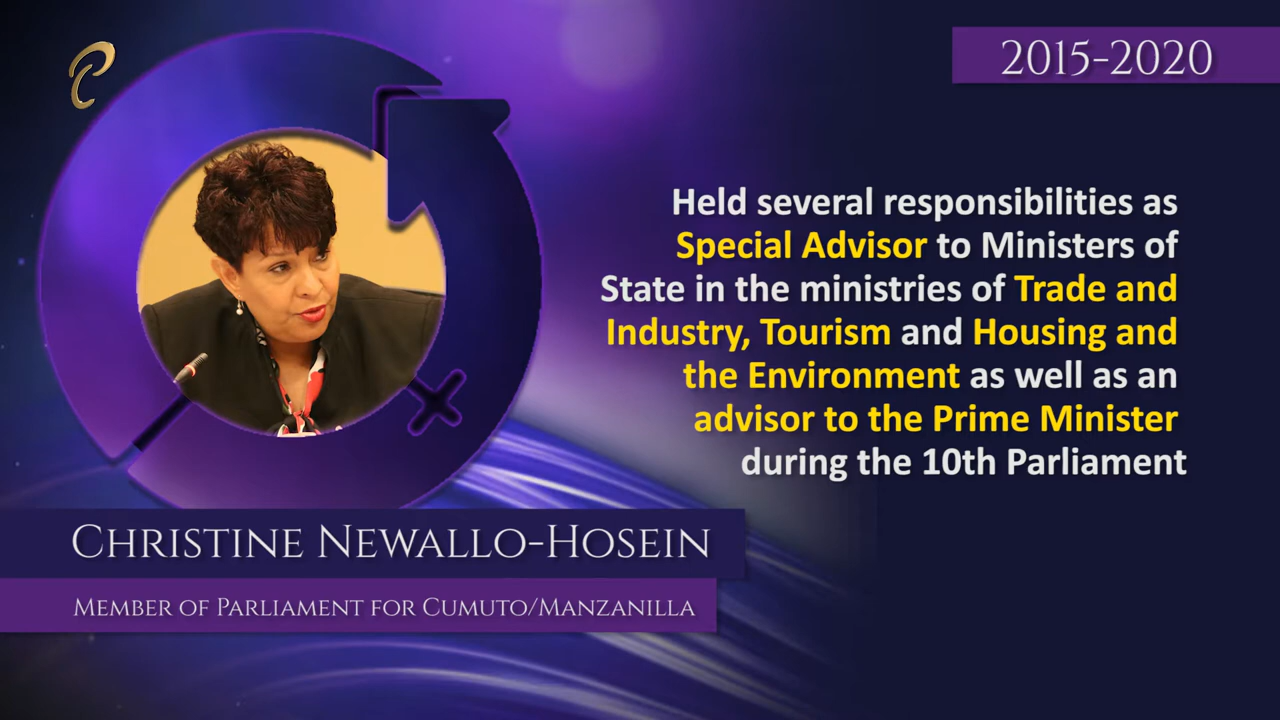 2015-2020
Held several responsibilities as
Special Advisor to Ministers of
State in the ministries of Trade and
Industry, Tourism and Housing and
the Environment as well as an
advisor to the Prime Minister
during the 10th Parliament
Christine Newallo-Hosein
Member of Parliament for Cumuto/Manzanilla